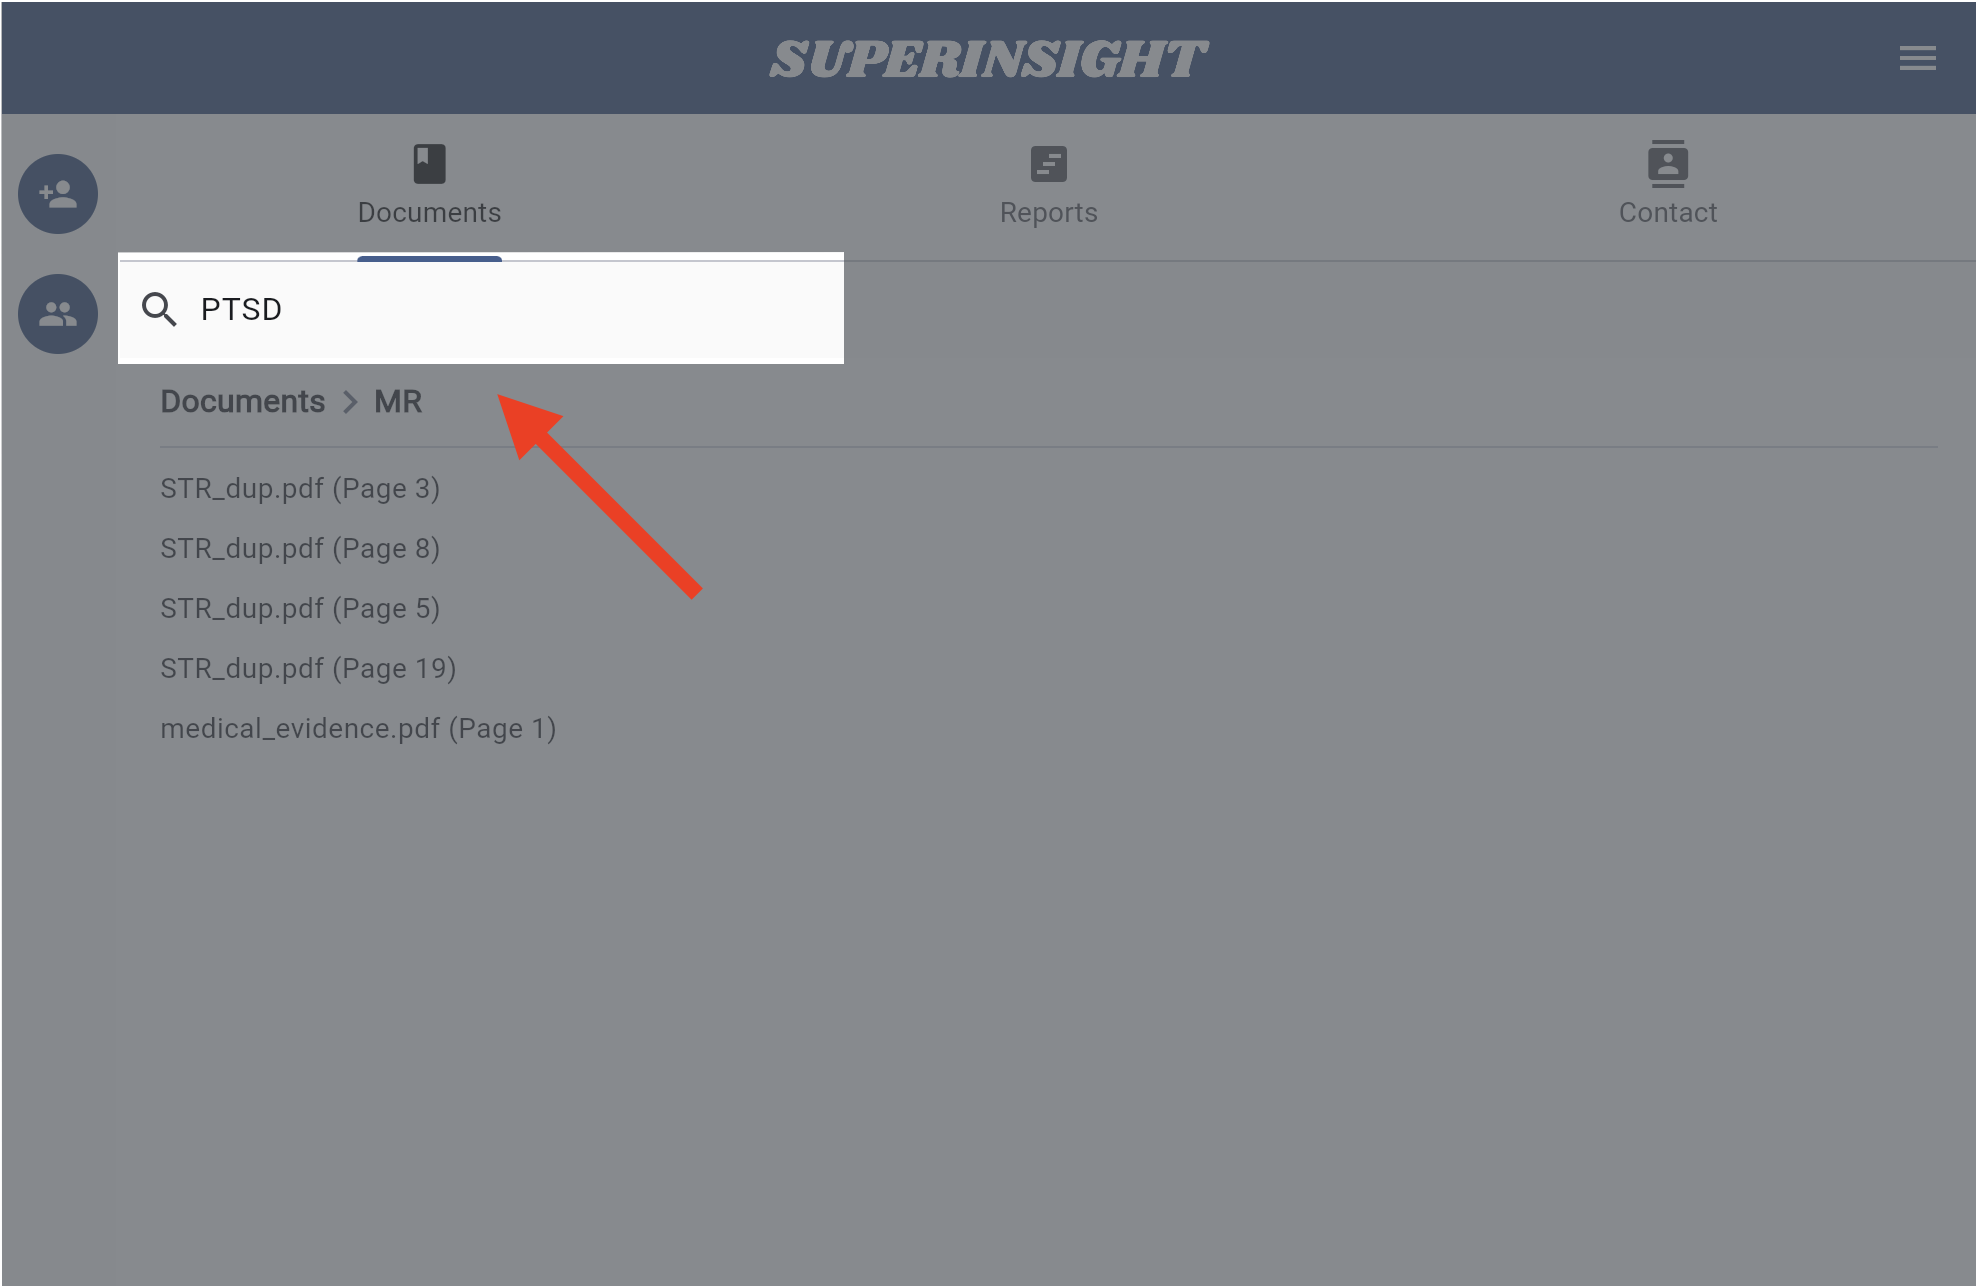 SUPERINSIGHT
Documents
Reports
Contact
PTSD
Documents > MR
STR_dup.pdf (Page 3)
STR_dup.pdf (Page 8)
STR_dup.pdf (Page 5)
STR_dup.pdf (Page 19)
medical_evidence.pdf (Page 1)